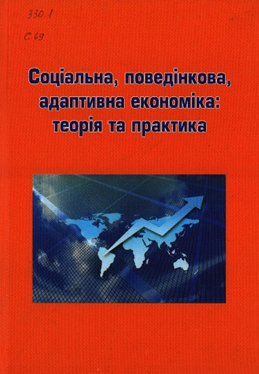 330.1
С 69
Соціальна, поведінкова,
адаптивна економіка:
теорія та практика